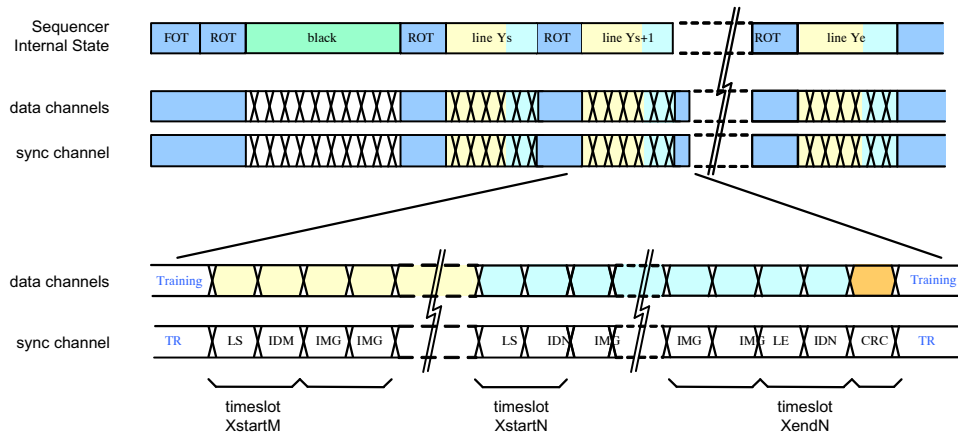 Sequencer
Internal State
FOT ROT black ROT line Ys ROT line Ys+1 ROT line Ye
data channels
sync channel
data channels Training Training
sync channel TR LS IDM IMG IMG LS IDN IMG IMG IMG LE IDN CRC TR
timeslot timeslot timeslot
XstartM XstartN XendN